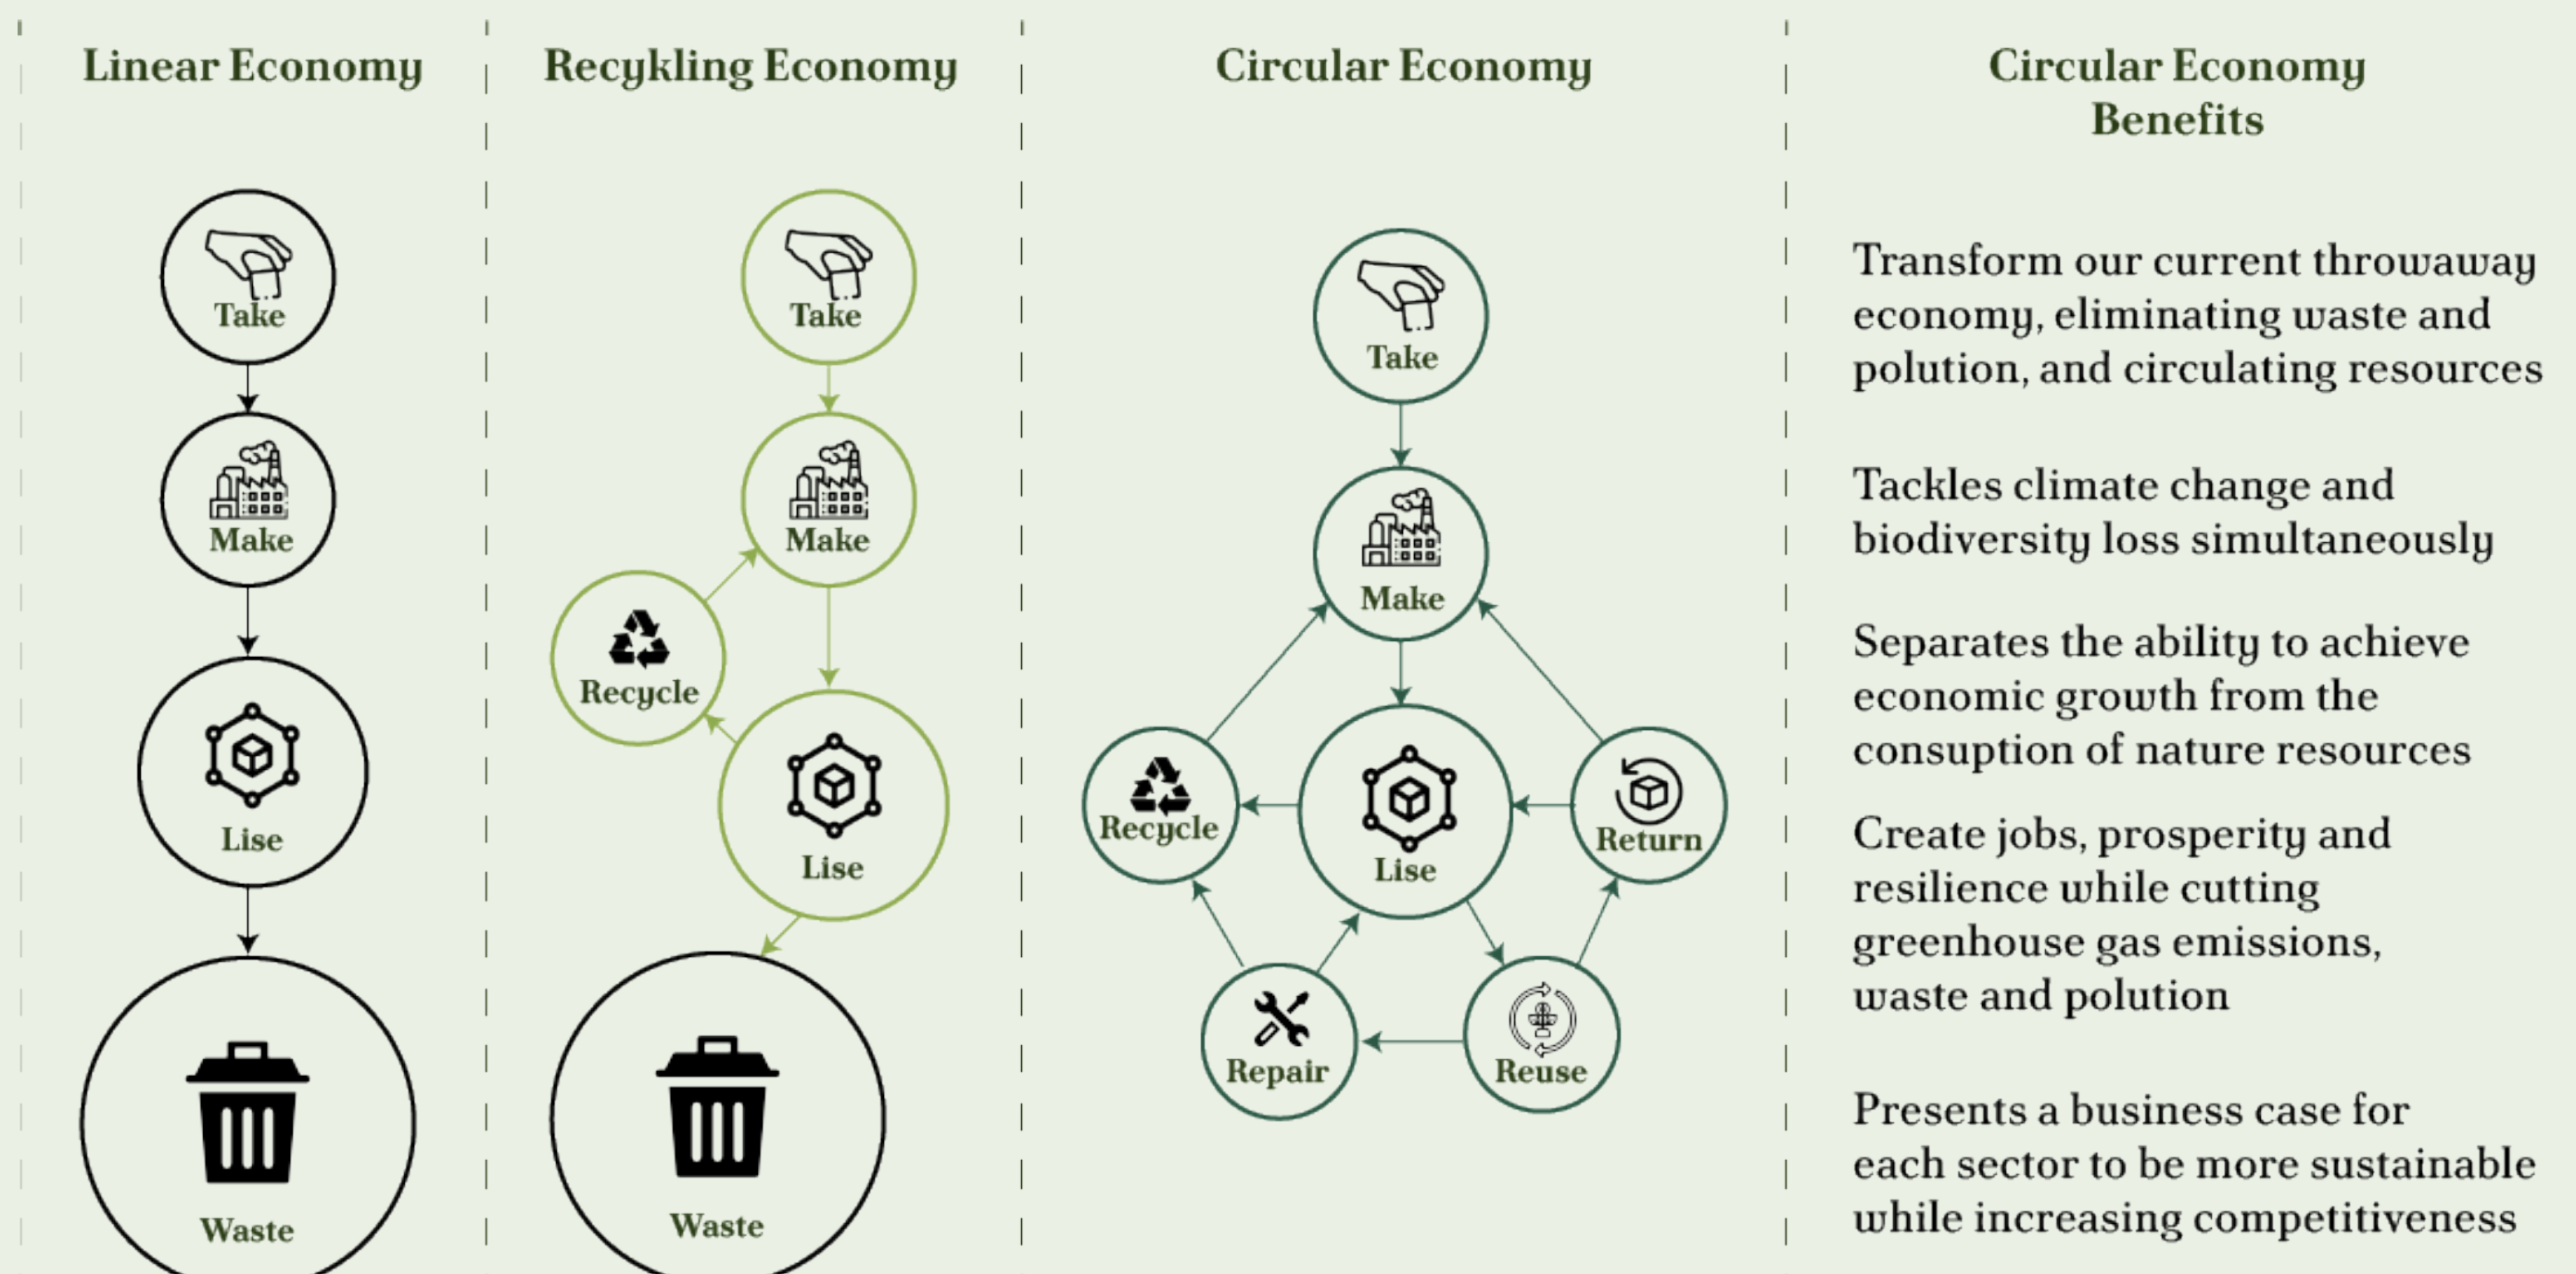 Linear Economy
Take
Make
Lise
Waste
Recykling Economy
Take
Make
Recycle
Lise
Waste
Circular Economy
Take
Make
Recycle
Lise
Return
Repair
Reuse
Circular Economy
Benefits
Transform our current throwaway
economy, eliminating waste and
polution, and circulating resources
Tackles climate change and
biodiversity loss simultaneously
Separates the ability to achieve
economic growth from the
consuption of nature resources
Create jobs, prosperity and
resilience while cutting
greenhouse gas emissions,
waste and polution
Presents a business case for
each sector to be more sustainable
while increasing competitiveness